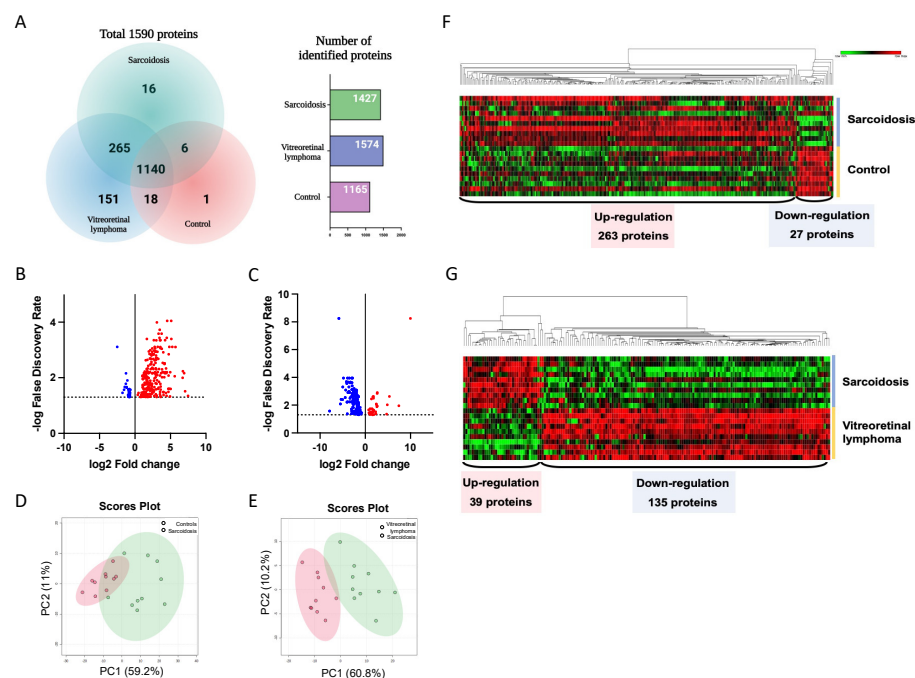 A
Total 1590 proteins
Sarcoidosis
16
265
6
1140
151
18
1
Vitreoretinal
lymphoma
Control
Number of
identified proteins
Sarcoidosis
1427
Vitreoretinal
lymphoma
1574
Control
1165
0
500
1000
1500
2000
B
-log False Discovery Rate
4
2
0
-10
-5
0
5
10
log2 Fold change
C
-log False Discovery Rate
10
8
6
4
2
0
-20
-10
0
10
20
log2 Fold change
D
Scores Plot
Controls
Sarcoidosis
PC2 (11%)
PC1 (59.2%)
E
Scores Plot
Vitreoretinal
lymphoma
Sarcoidosis
PC2 (10.2%)
PC1 (60.8%)
F
Sarcoidosis
Control
Up-regulation
263 proteins
Down-regulation
27 proteins
G
Sarcoidosis
Vitreoretinal
lymphoma
Up-regulation
39 proteins
Down-regulation
135 proteins